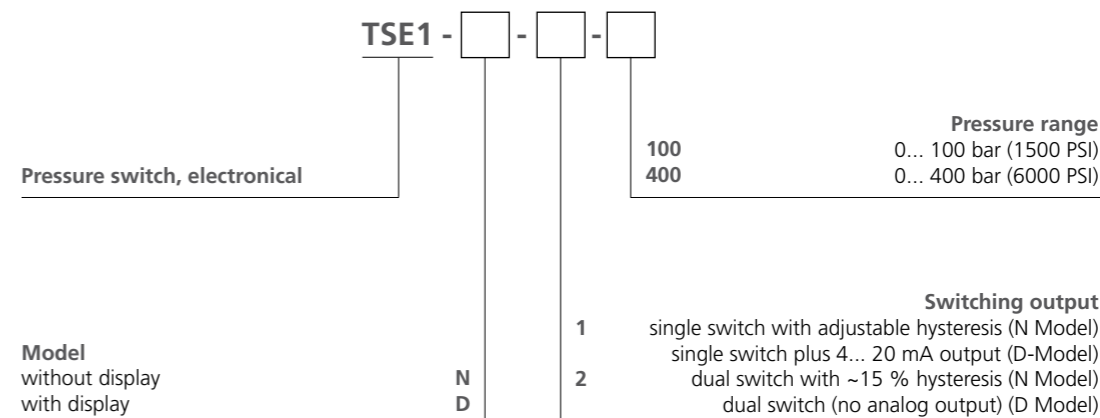 TSE1 - - -
Pressure range
100 0... 100 bar (1500 PSI)
Pressure switch, electronical 400 0... 400 bar (6000 PSI)
Switching output
1 single switch with adjustable hysteresis (N Model)
Model single switch plus 4... 20 mA output (D-Model)
without display N 2 dual switch with ~15 % hysteresis (N Model)
with display D dual switch (no analog output) (D Model)